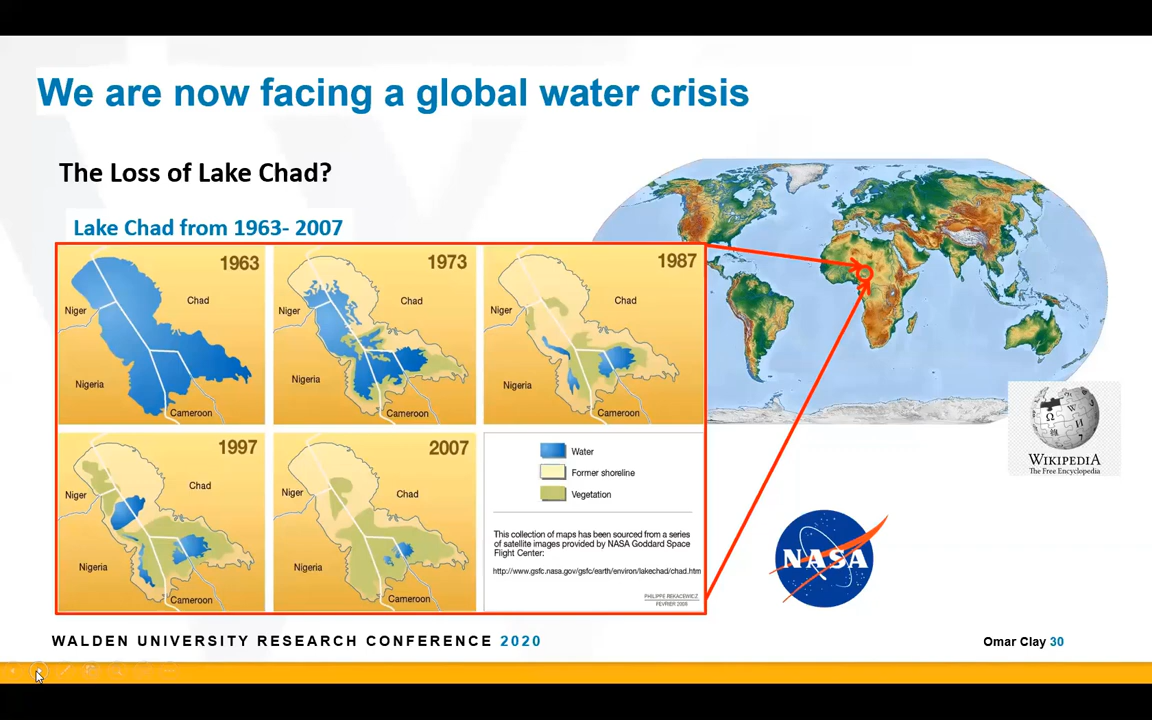 We are now facing a global water crisis
The Loss of Lake Chad?
Lake Chad from 1963- 2007
1963
Niger
Chad
Nigeria
Cameroon
1973
Niger
Chad
Nigeria
Cameroon
1987
Niger
Chad
Nigeria
Cameroon
1997
Niger
Chad
Nigeria
Cameroon
2007
Niger
Chad
Nigeria
Cameroon
Water
Former shoreline
Vegetation
This collection of maps has been sourced from a series
of satellite images provided by NASA Goddard Space
Flight Center:
http://www.gsfc.nasa.gov/gsfc/earth/environ/lakechad/chad.htm
PHILIPPE REKACEWICZ
WIKIPEDIA
The Free Encyclopedia
NASA
WALDEN UNIVERSITY RESEARCH CONFERENCE 2020
Omar Clay 30